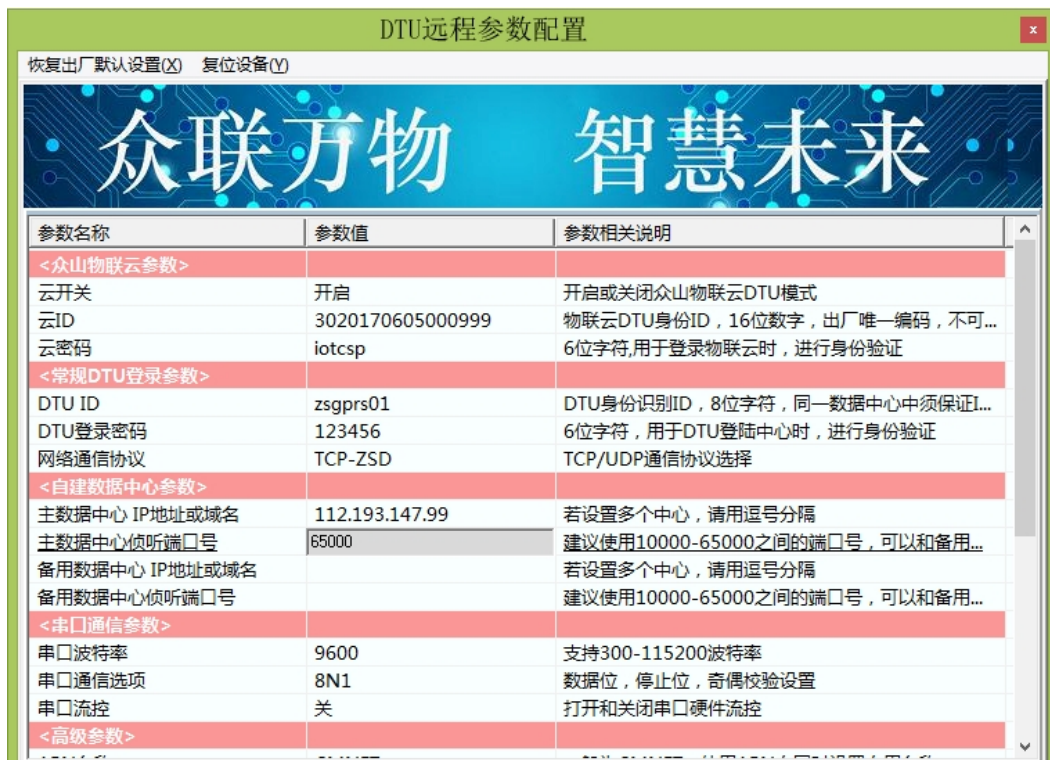 DTU远程参数配置
x
恢复出厂默认设置(X) 复位设备(Y)
众联万物 智慧未来
参数名称 参数值 参数相关说明
<众山物联云参数>
云开关 开启 开启或关闭众山物联云DTU模式
云ID 3020170605000999 物联云DTU身份ID，16位数字，出厂唯一编码，不可...
云密码 iotcsp 6位字符,用于登录物联云时，进行身份验证
<常规DTU登录参数>
DTU ID zsgprs01 DTU身份识别ID，8位字符，同一数据中心中须保证I...
DTU登录密码 123456 6位字符，用于DTU登陆中心时，进行身份验证
网络通信协议 TCP-ZSD TCP/UDP通信协议选择
<自建数据中心参数>
主数据中心 IP地址或域名 112.193.147.99 若设置多个中心，请用逗号分隔
主数据中心侦听端口号 65000 建议使用10000-65000之间的端口号，可以和备用...
备用数据中心 IP地址或域名 若设置多个中心，请用逗号分隔
备用数据中心侦听端口号 建议使用10000-65000之间的端口号，可以和备用...
<串口通信参数>
串口波特率 9600 支持300-115200波特率
串口通信选项 8N1 数据位，停止位，奇偶校验设置
串口流控 关 打开和关闭串口硬件流控
<高级参数>